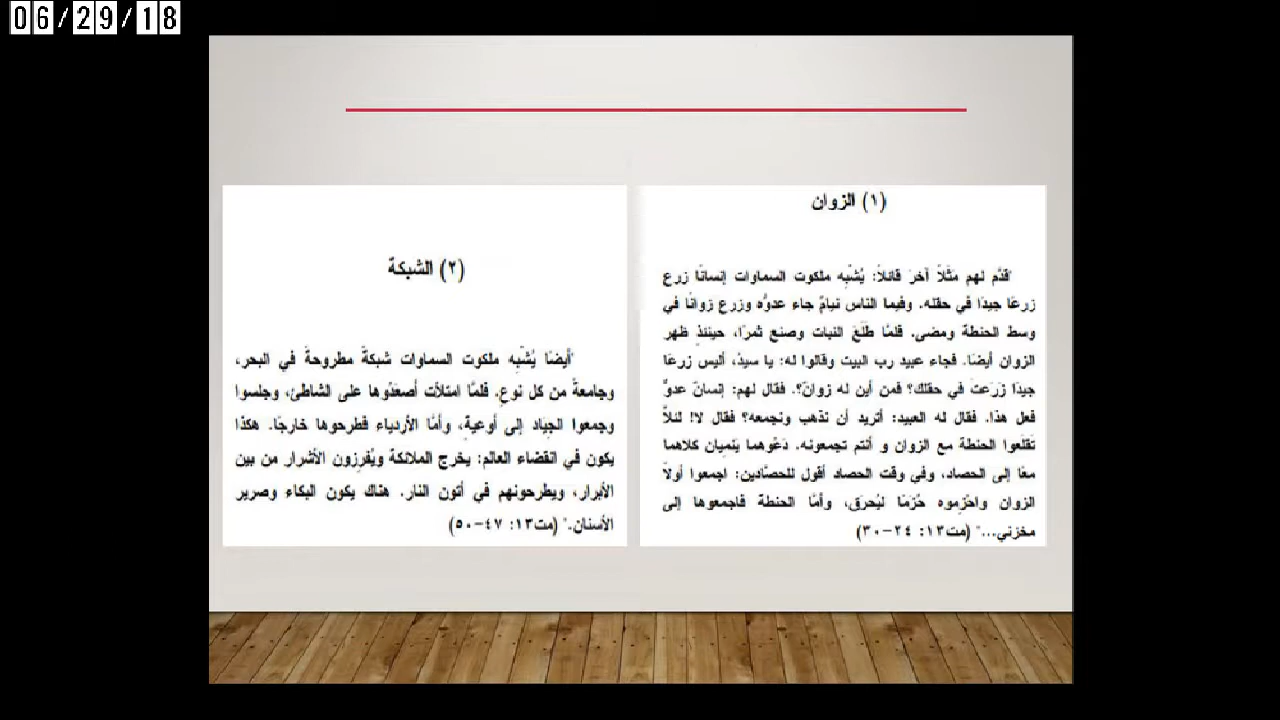 06/29/18
(١) الزوان
"قدَّم لهم مَثَلاً آخرَ قائلاً: يُشْبِه ملكوت السماوات إنسانًا زرع
زرعًا جيدًا في حقله. وفيما الناس نيامٌ جاء عدوُّه وزرع زوانًا في
وسط الحنطة ومضى. فلمَّا طَلَعَ النبات وصنع ثمرًا، حينئذٍ ظهر
الزوان أيضًا. فجاء عبيد رب البيت وقالوا له: يا سيد، أليس زرعًا
جيدًا زرَعتَ في حقلك؟ فمن أين له زوانٌ؟. فقال لهم: إنسانٌ عدوٌّ
فعل هذا. فقال له العبيد: أتريد أن نذهب ونجمعه؟ فقال لا! لئلاَّ
تقلعوا الحنطة مع الزوان و أنتم تجمعونه. دَعُوهما ينميان كلاهما
معًا إلى الحصاد، وفي وقت الحصاد أقول للحصَّادين: اجمعوا أولاً
الزوان واحْزِموه حُزَمًا ليُحرَق، وأمَّا الحنطة فاجمعوها إلى
مخزني..." (مت١٣: ٢٤-٣٠)
(٢) الشبكة
"أيضًا يُشْبِه ملكوت السماوات شبكةً مطروحةً في البحر،
وجامعةً من كل نوعٍ. فلمَّا امتلأت أصعَدُوها على الشاطئ، وجلسوا
وجمعوا الجِيَاد إلى أوعيةٍ، وأمَّا الأردياء فطرحوها خارجًا. هكذا
يكون في انقضاء العالم: يخرج الملائكة ويُفرِزون الأشرار من بين
الأبرار، ويطرحونهم في أتون النار. هناك يكون البكاء وصرير
الأسنان." (مت١٣: ٤٧-٥٠)